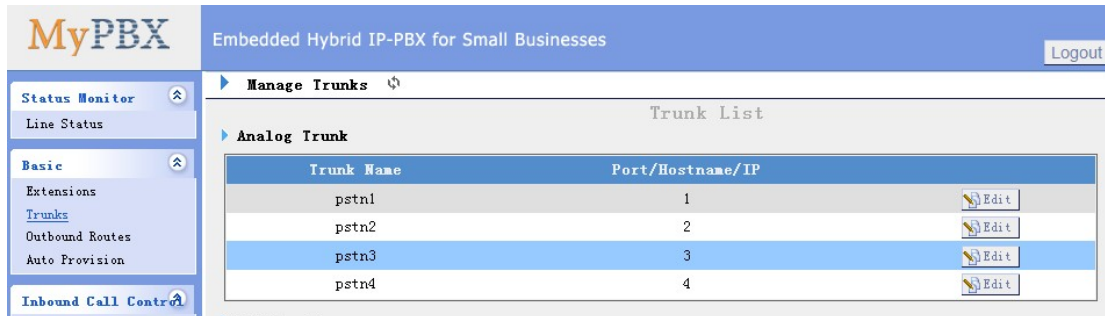 MyPBX
Embedded Hybrid IP-PBX for Small Businesses
Logout
Status Monitor
Line Status
Basic
Extensions
Trunks
Outbound Routes
Auto Provision
Inbound Call Control
Manage Trunks
Trunk List
Analog Trunk
Trunk Name Port/Hostname/IP
pstn1 1 Edit
pstn2 2 Edit
pstn3 3 Edit
pstn4 4 Edit